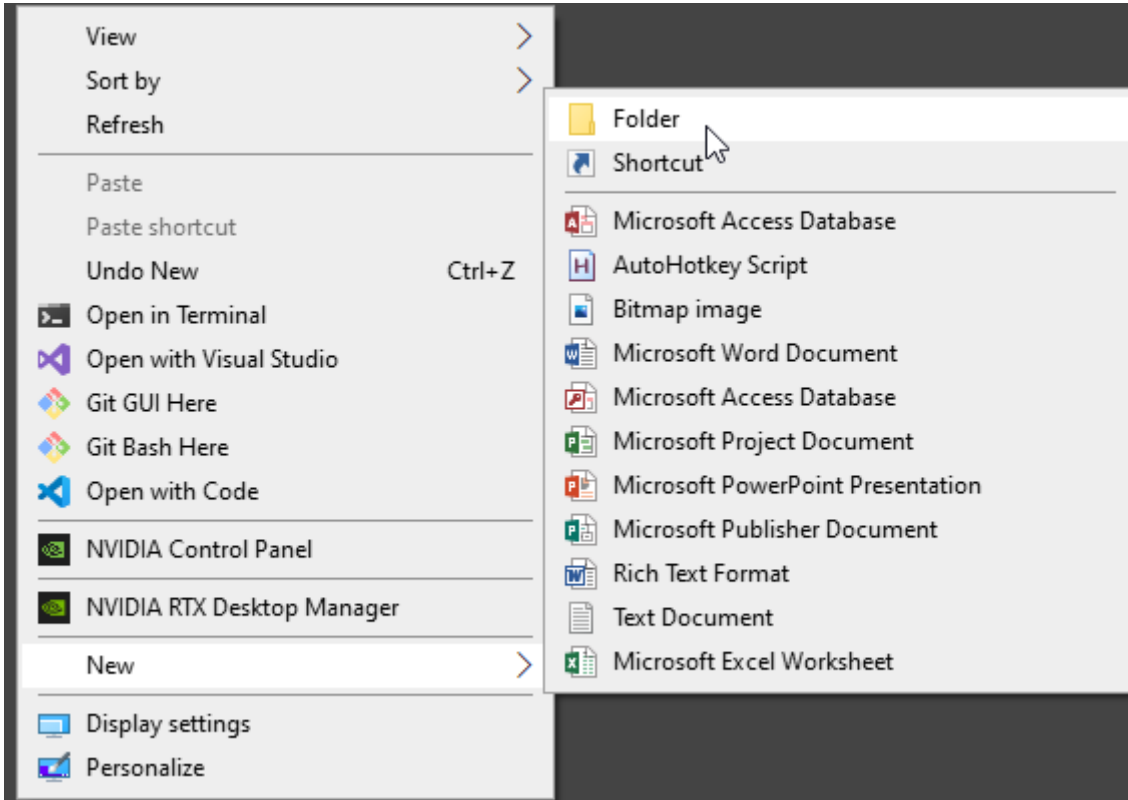 View
Sort by
Refresh
Paste
Paste shortcut
Undo New Ctrl+Z
Open in Terminal
Open with Visual Studio
Git GUI Here
Git Bash Here
Open with Code
NVIDIA Control Panel
NVIDIA RTX Desktop Manager
New
Display settings
Personalize
Folder
Shortcut
Microsoft Access Database
AutoHotkey Script
Bitmap image
Microsoft Word Document
Microsoft Access Database
Microsoft Project Document
Microsoft PowerPoint Presentation
Microsoft Publisher Document
Rich Text Format
Text Document
Microsoft Excel Worksheet